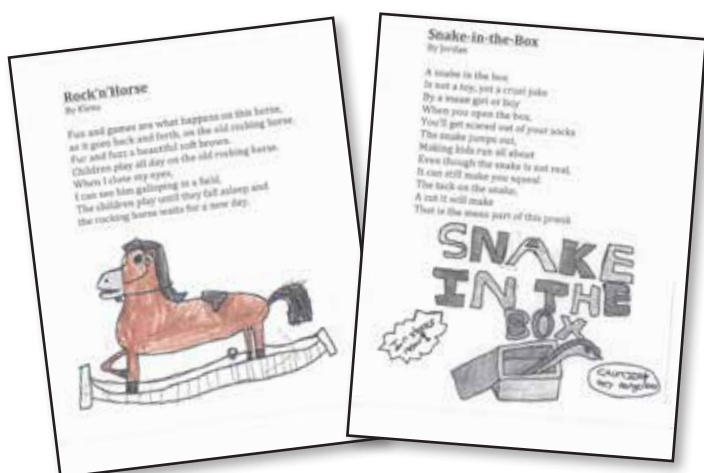 Rock'n'Horse
By Kiena
Fun and games are what happens on this horse,
as it goes back and forth, on the old rocking horse.
Fur and fuzz a beautiful soft brown.
Children play all day on the old rocking horse.
When I close my eyes,
I can see him galloping in a field,
The children play until they fall asleep and
the rocking horse waits for a new day.
Snake-in-the-Box
By Jordan
A snake in the box
Is not a toy, yet a cruel joke
By a mean girl or boy
When you open the box,
You'll get scared out of your socks
The snake jumps out,
Making kids run all about
Even though the snake is not real,
It can still make you squeal
The tack on the snake,
A cut it will make
That is the mean part of this prank
SNAKE
IN THE
BOX
CAUTION
very dangerous